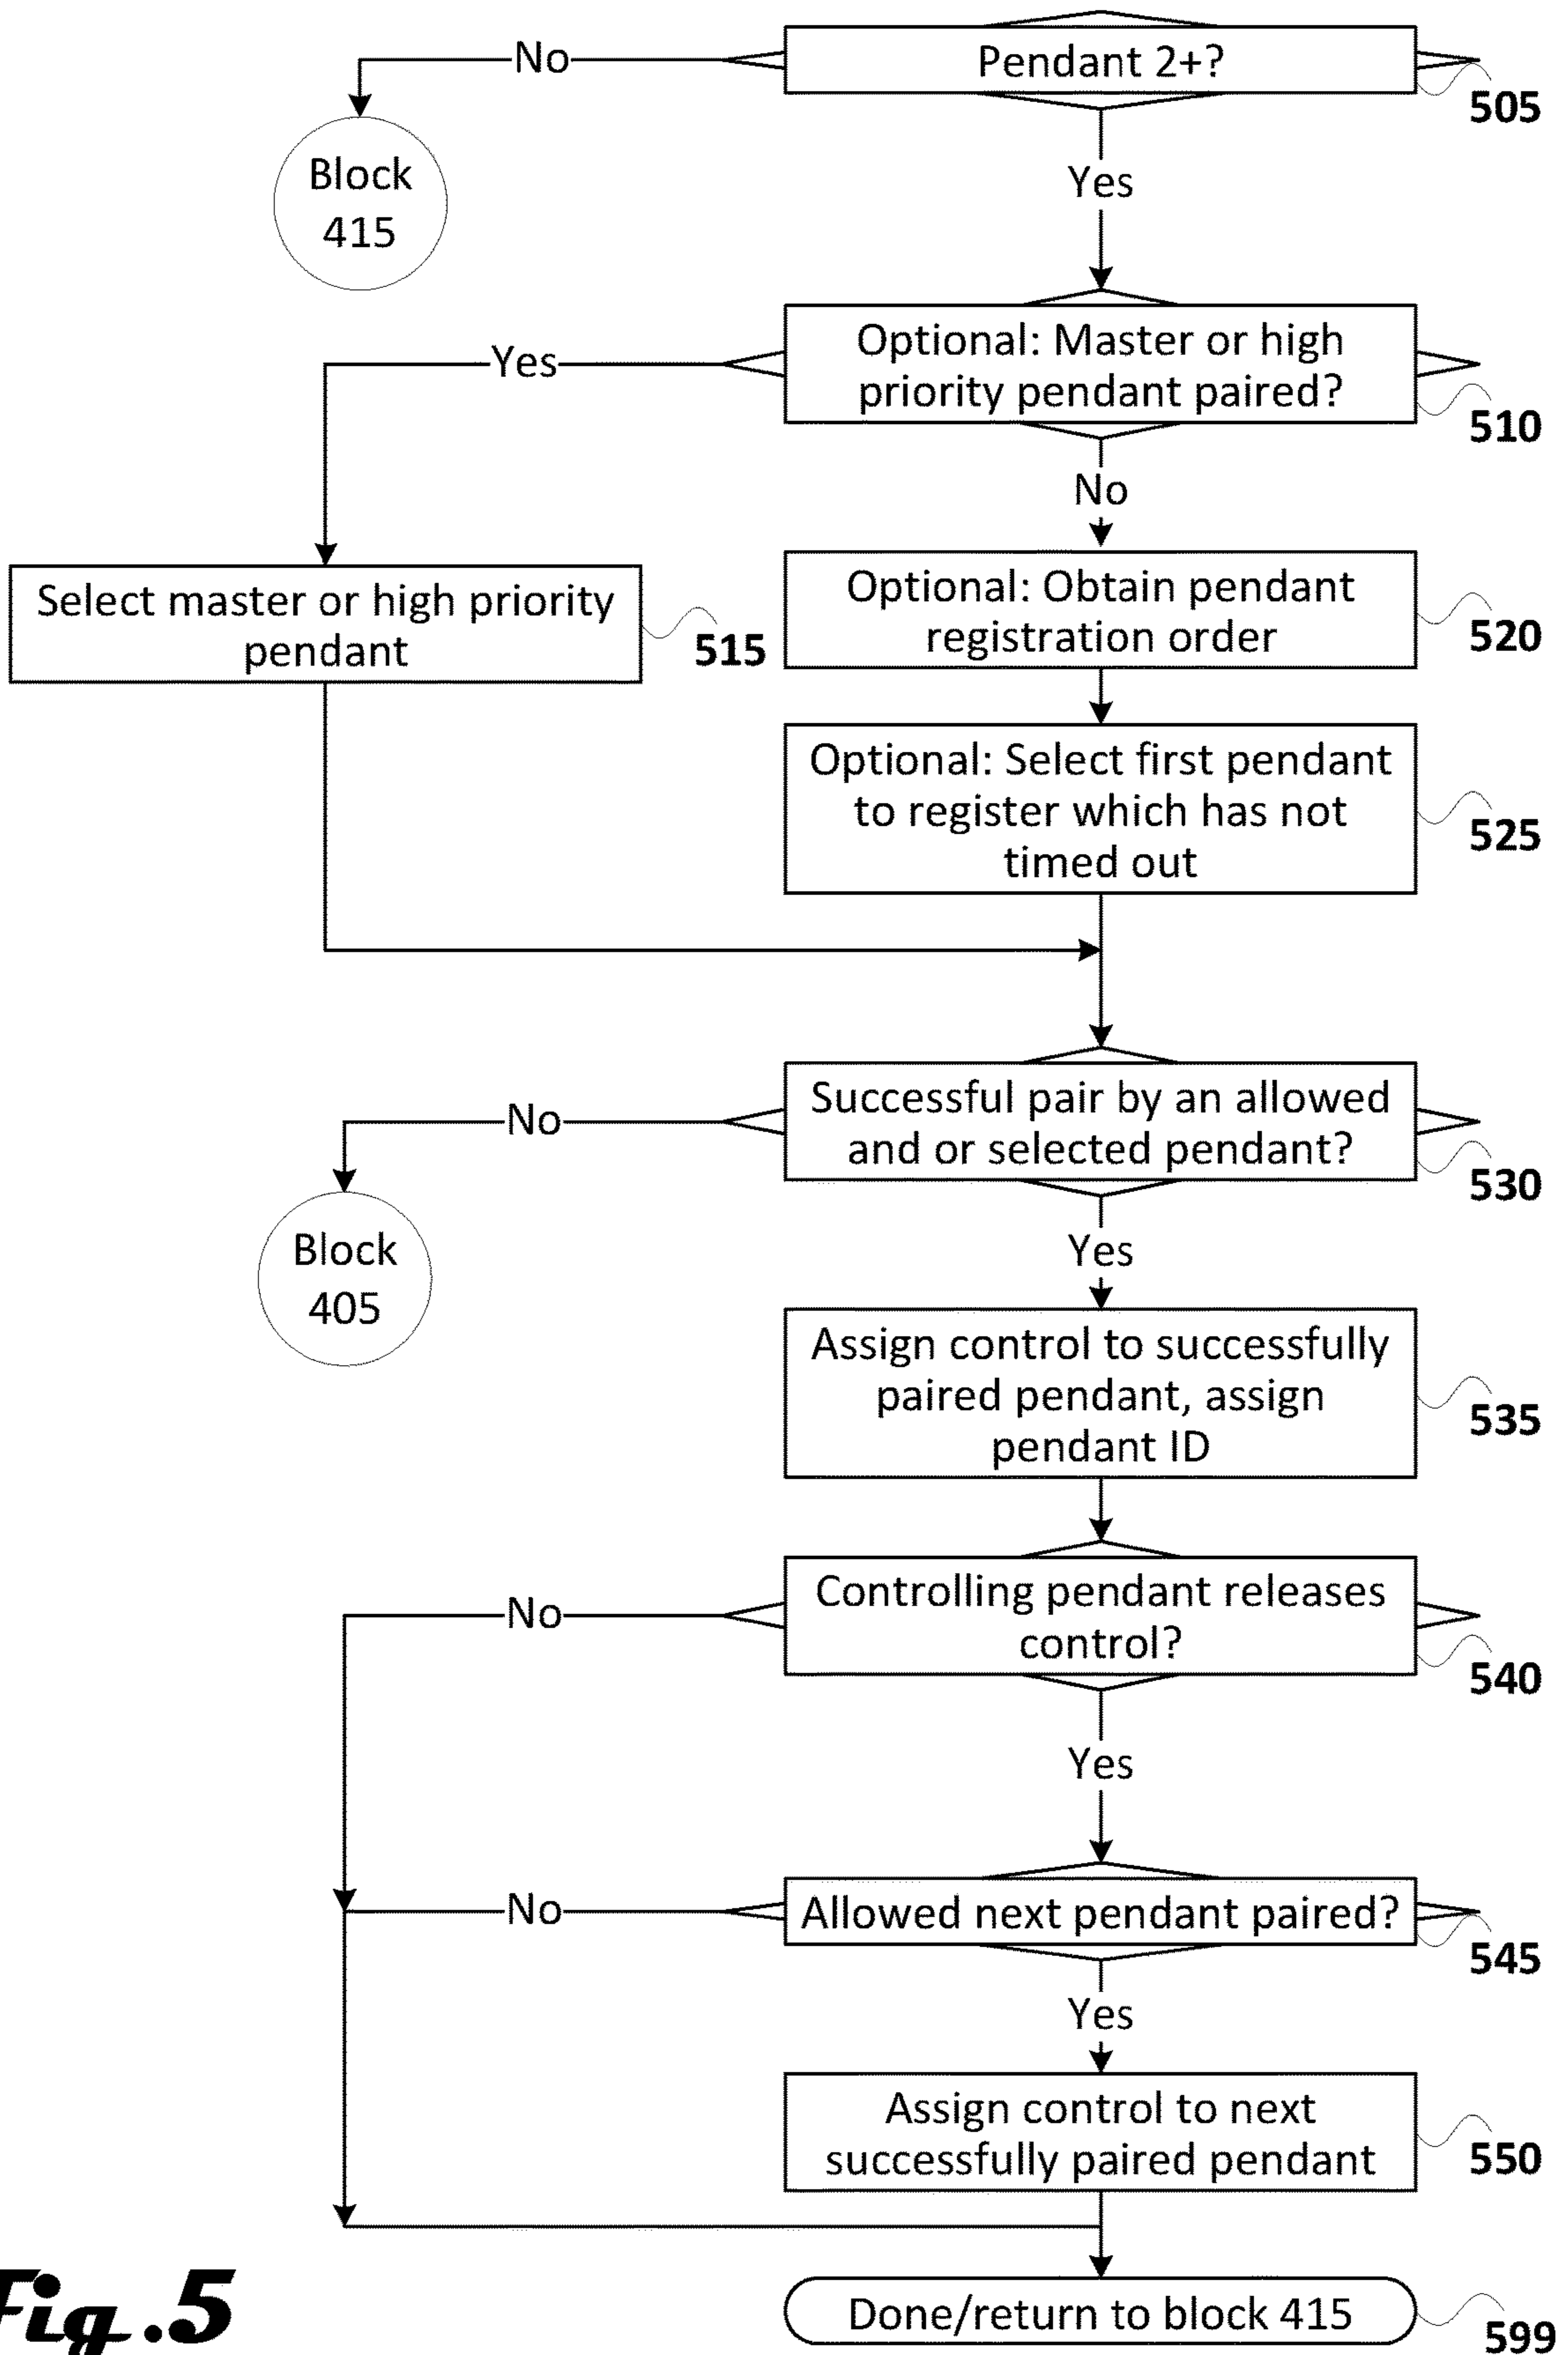 Pendant 2+?
No
505
Block
415
Yes
Optional: Master or high
priority pendant paired?
Yes
510
No
Select master or high priority
pendant
515
Optional: Obtain pendant
registration order
520
Optional: Select first pendant
to register which has not
timed out
525
Successful pair by an allowed
and or selected pendant?
No
530
Block
405
Yes
Assign control to successfully
paired pendant, assign
pendant ID
535
Controlling pendant releases
control?
No
540
Yes
Allowed next pendant paired?
No
545
Yes
Assign control to next
successfully paired pendant
550
Done/return to block 415
599
Fig.5